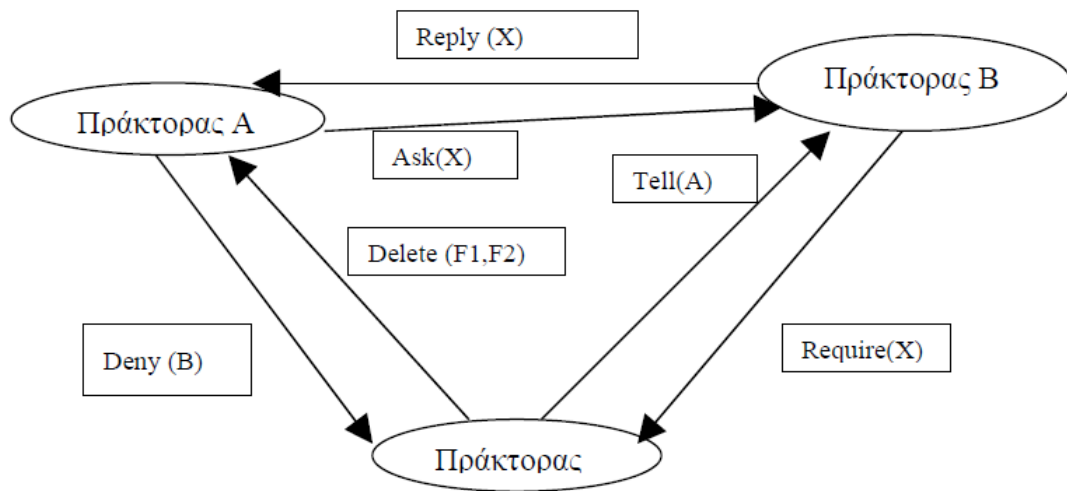 Reply (X)
Πράκτορας Β
Πράκτορας Α
Ask(X)
Tell(A)
Delete (F1,F2)
Deny (B)
Require(X)
Πράκτορας